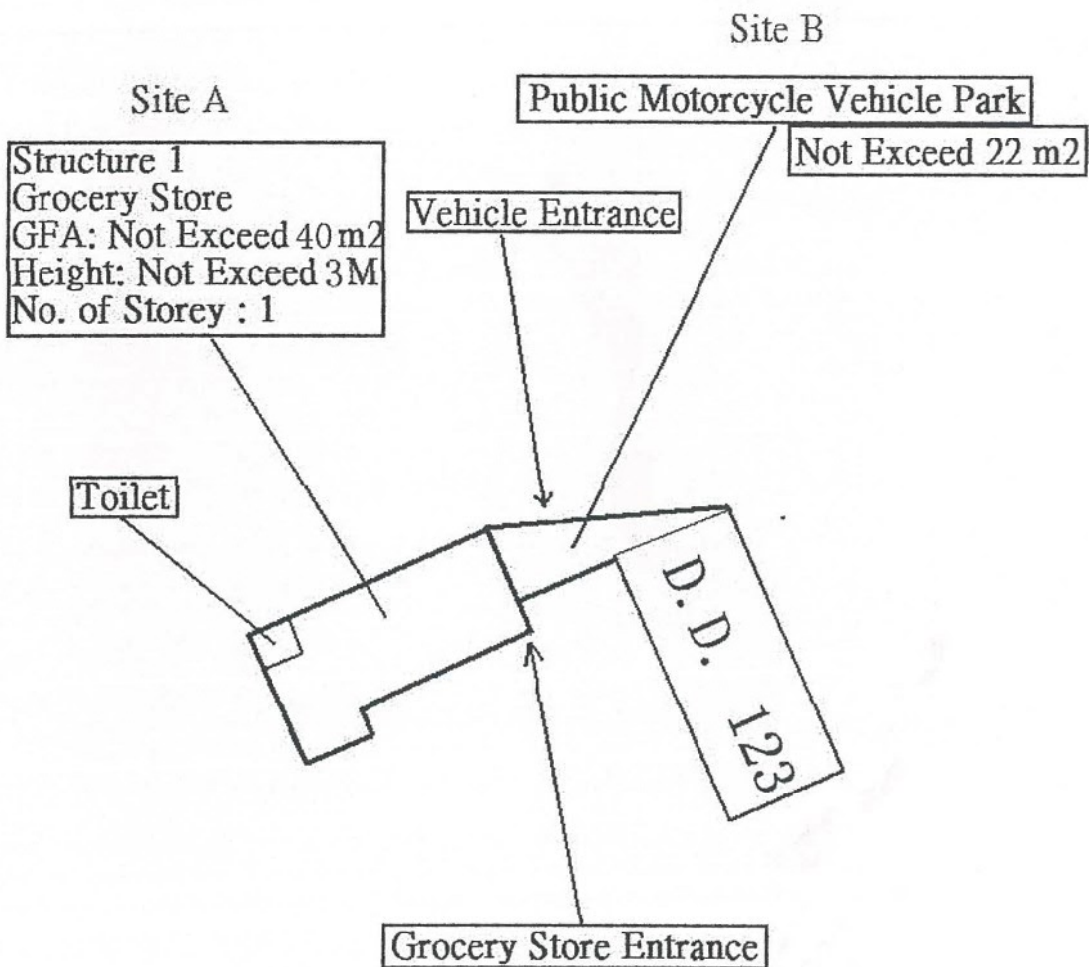 Site B
Public Motorcycle Vehicle Park
Not Exceed 22 m2
Site A
Structure 1
Grocery Store
GFA: Not Exceed 40 m2
Height: Not Exceed 3M
No. of Storey : 1
Vehicle Entrance
Toilet
D.D. 123
Grocery Store Entrance